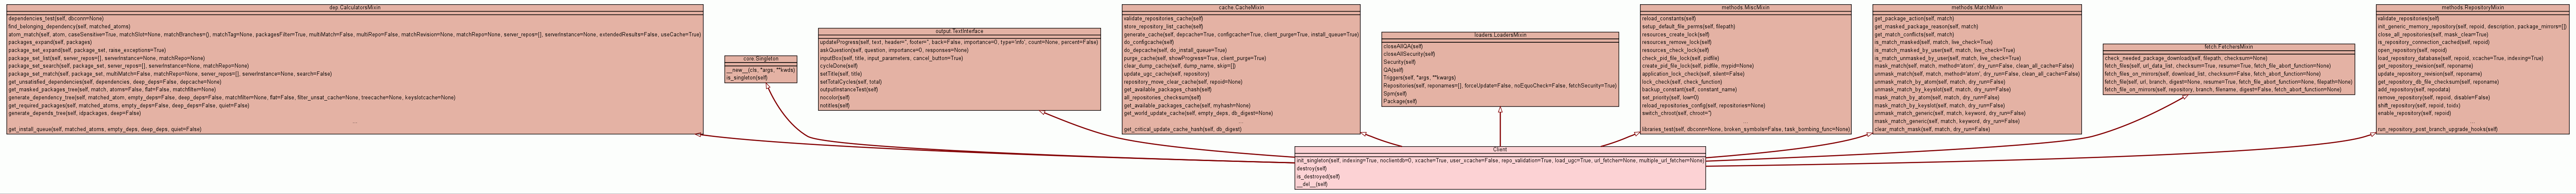 dep.CalculatorsMixin
dependencies_test(self, dbconn=None)
find_belonging_dependency(self, matched_atoms)
atom_match(self, atom, caseSensitive=True, matchSlot=None, matchBranches=(), matchTag=None, packagesFilter=True, multiMatch=False, multiRepo=False, matchRevision=None, matchRepo=None, server_repos=[], serverInstance=None, extendedResults=False, useCache=True)
packages_expand(self, packages)
package_set_expand(self, package_set, raise_exceptions=True)
package_set_list(self, server_repos=[], serverInstance=None, matchRepo=None)
package_set_search(self, package_set, server_repos=[], serverInstance=None, matchRepo=None)
package_set_match(self, package_set, multiMatch=False, matchRepo=None, server_repos=[], serverInstance=None, search=False)
get_unsatisfied_dependencies(self, dependencies, deep_deps=False, depcache=None)
get_masked_packages_tree(self, match, atoms=False, flat=False, matchfilter=None)
generate_dependency_tree(self, matched_atom, empty_deps=False, deep_deps=False, matchfilter=None, flat=False, filter_unsat_cache=None, treecache=None, keyslotcache=None)
get_required_packages(self, matched_atoms, empty_deps=False, deep_deps=False, quiet=False)
generate_depends_tree(self, idpackages, deep=False)
...
get_install_queue(self, matched_atoms, empty_deps, deep_deps, quiet=False)
core.Singleton
__new__(cls, *args, **kwds)
is_singleton(self)
output.TextInterface
updateProgress(self, text, header='', footer='', back=False, importance=0, type='info', count=None, percent=False)
askQuestion(self, question, importance=0, responses=None)
inputBox(self, title, input_parameters, cancel_button=True)
cycleDone(self)
setTitle(self, title)
setTotalCycles(self, total)
outputInstanceTest(self)
nocolor(self)
notitles(self)
cache.CacheMixin
validate_repositories_cache(self)
store_repository_list_cache(self)
generate_cache(self, depcache=True, configcache=True, client_purge=True, install_queue=True)
do_configcache(self)
do_depcache(self, do_install_queue=True)
purge_cache(self, showProgress=True, client_purge=True)
clear_dump_cache(self, dump_name, skip=[])
update_ugc_cache(self, repository)
repository_move_clear_cache(self, repoid=None)
get_available_packages_chash(self)
all_repositories_checksum(self)
get_available_packages_cache(self, myhash=None)
get_world_update_cache(self, empty_deps, db_digest=None)
...
get_critical_update_cache_hash(self, db_digest)
loaders.LoadersMixin
closeAllQA(self)
closeAllSecurity(self)
Security(self)
QA(self)
Triggers(self, *args, **kwargs)
Repositories(self, reponames=[], forceUpdate=False, noEquoCheck=False, fetchSecurity=True)
Spm(self)
Package(self)
methods.MiscMixin
reload_constants(self)
setup_default_file_perms(self, filepath)
resources_create_lock(self)
resources_remove_lock(self)
resources_check_lock(self)
check_pid_file_lock(self, pidfile)
create_pid_file_lock(self, pidfile, mypid=None)
application_lock_check(self, silent=False)
lock_check(self, check_function)
backup_constant(self, constant_name)
set_priority(self, low=0)
reload_repositories_config(self, repositories=None)
switch_chroot(self, chroot='')
...
libraries_test(self, dbconn=None, broken_symbols=False, task_bombing_func=None)
methods.MatchMixin
get_package_action(self, match)
get_masked_package_reason(self, match)
get_match_conflicts(self, match)
is_match_masked(self, match, live_check=True)
is_match_masked_by_user(self, match, live_check=True)
is_match_unmasked_by_user(self, match, live_check=True)
mask_match(self, match, method='atom', dry_run=False, clean_all_cache=False)
unmask_match(self, match, method='atom', dry_run=False, clean_all_cache=False)
unmask_match_by_keyslot(self, match, dry_run=False)
unmask_match_by_atom(self, match, dry_run=False)
mask_match_by_atom(self, match, dry_run=False)
mask_match_by_keyslot(self, match, dry_run=False)
unmask_match_generic(self, match, keyword, dry_run=False)
mask_match_generic(self, match, keyword, dry_run=False)
clear_match_mask(self, match, dry_run=False)
fetch.FetchersMixin
check_needed_package_download(self, filepath, checksum=None)
fetch_files(self, url_data_list, checksum=True, resume=True, fetch_file_abort_function=None)
fetch_files_on_mirrors(self, download_list, checksum=False, fetch_abort_function=None)
fetch_file(self, url, branch, digest=None, resume=True, fetch_file_abort_function=None, filepath=None)
fetch_file_on_mirrors(self, repository, branch, filename, digest=False, fetch_abort_function=None)
methods.RepositoryMixin
validate_repositories(self)
init_generic_memory_repository(self, repoid, description, package_mirrors=[])
close_all_repositories(self, mask_clear=True)
is_repository_connection_cached(self, repoid)
open_repository(self, repoid)
load_repository_database(self, repoid, xcache=True, indexing=True)
get_repository_revision(self, reponame)
update_repository_revision(self, reponame)
get_repository_db_file_checksum(self, reponame)
add_repository(self, repodata)
remove_repository(self, repoid, disable=False)
shift_repository(self, repoid, toidx)
enable_repository(self, repoid)
...
run_repository_post_branch_upgrade_hooks(self)
Client
init_singleton(self, indexing=True, noclientdb=0, xcache=True, user_xcache=False, repo_validation=True, load_ugc=True, url_fetcher=None, multiple_url_fetcher=None)
destroy(self)
is_destroyed(self)
__del__(self)